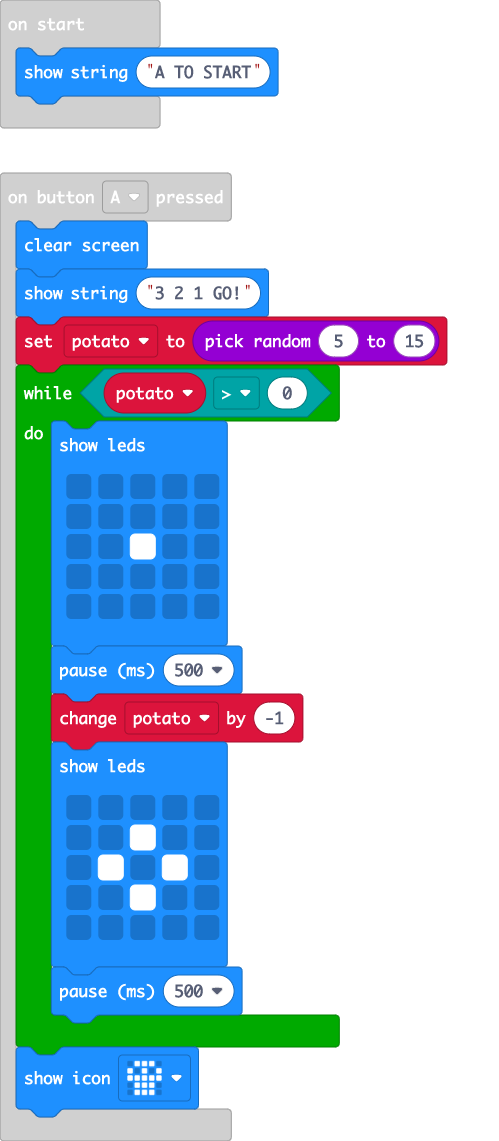 on start
show string "A TO START"
on button A pressed
clear screen
show string "3 2 1 GO!"
set potato to pick random 5 to 15
while potato > 0
do
show leds
pause (ms) 500
change potato by -1
show leds
pause (ms) 500
show icon